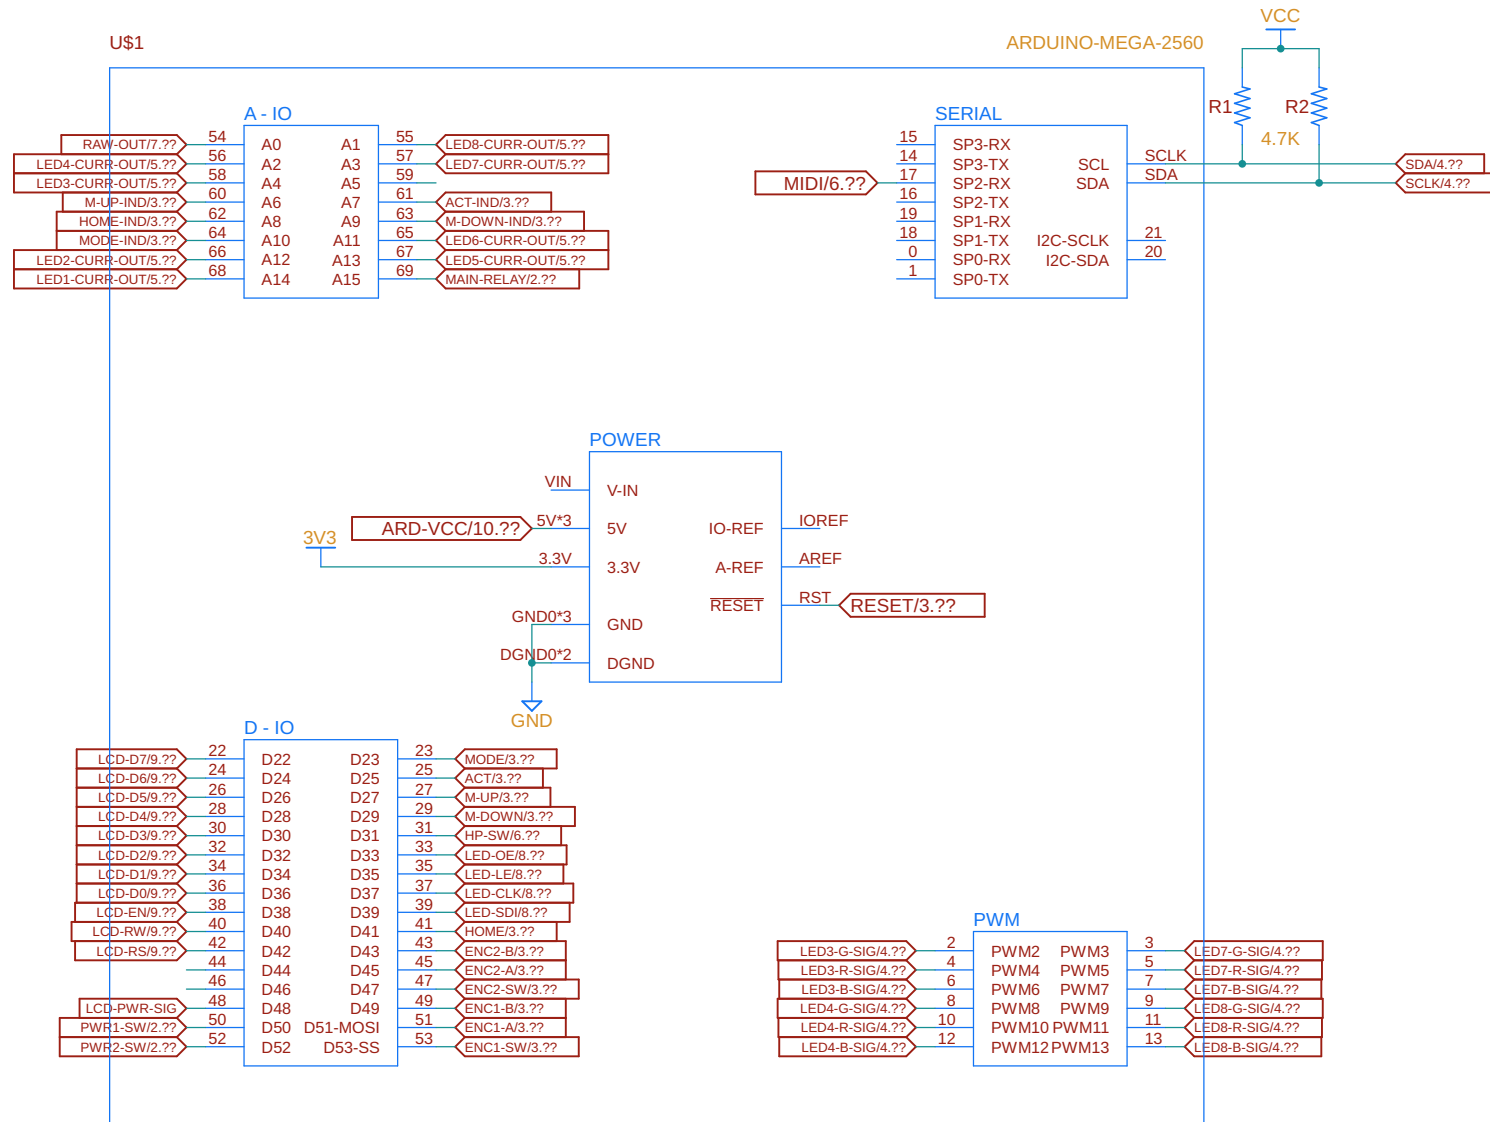 VCC
U$1 ARDUINO-MEGA-2560
R1 R2
4.7K
A - IO
RAW-OUT/7.?? 54 A0 A1 55 LED8-CURR-OUT/5.??
LED4-CURR-OUT/5.?? 56 A2 A3 57 LED7-CURR-OUT/5.??
LED3-CURR-OUT/5.?? 58 A4 A5 59
M-UP-IND/3.?? 60 A6 A7 61 ACT-IND/3.??
HOME-IND/3.?? 62 A8 A9 63 M-DOWN-IND/3.??
MODE-IND/3.?? 64 A10 A11 65 LED6-CURR-OUT/5.??
LED2-CURR-OUT/5.?? 66 A12 A13 67 LED5-CURR-OUT/5.??
LED1-CURR-OUT/5.?? 68 A14 A15 69 MAIN-RELAY/2.??
SERIAL
15 SP3-RX
14 SP3-TX SCL SCLK SDA/4.??
MIDI/6.?? 17 SP2-RX SDA SDA SCLK/4.??
16 SP2-TX
19 SP1-RX
18 SP1-TX I2C-SCLK 21
0 SP0-RX I2C-SDA 20
1 SP0-TX
POWER
VIN V-IN
ARD-VCC/10.?? 5V*3 5V IO-REF IOREF
3V3 3.3V 3.3V A-REF AREF
RESET RST RESET/3.??
GND0*3 GND
DGND0*2 DGND
GND
D - IO
LCD-D7/9.?? 22 D22 D23 23 MODE/3.??
LCD-D6/9.?? 24 D24 D25 25 ACT/3.??
LCD-D5/9.?? 26 D26 D27 27 M-UP/3.??
LCD-D4/9.?? 28 D28 D29 29 M-DOWN/3.??
LCD-D3/9.?? 30 D30 D31 31 HP-SW/6.??
LCD-D2/9.?? 32 D32 D33 33 LED-OE/8.??
LCD-D1/9.?? 34 D34 D35 35 LED-LE/8.??
LCD-D0/9.?? 36 D36 D37 37 LED-CLK/8.??
LCD-EN/9.?? 38 D38 D39 39 LED-SDI/8.??
LCD-RW/9.?? 40 D40 D41 41 HOME/3.??
LCD-RS/9.?? 42 D42 D43 43 ENC2-B/3.??
44 D44 D45 45 ENC2-A/3.??
46 D46 D47 47 ENC2-SW/3.??
LCD-PWR-SIG 48 D48 D49 49 ENC1-B/3.??
PWR1-SW/2.?? 50 D50 D51-MOSI 51 ENC1-A/3.??
PWR2-SW/2.?? 52 D52 D53-SS 53 ENC1-SW/3.??
PWM
LED3-G-SIG/4.?? 2 PWM2 PWM3 3 LED7-G-SIG/4.??
LED3-R-SIG/4.?? 4 PWM4 PWM5 5 LED7-R-SIG/4.??
LED3-B-SIG/4.?? 6 PWM6 PWM7 7 LED7-B-SIG/4.??
LED4-G-SIG/4.?? 8 PWM8 PWM9 9 LED8-G-SIG/4.??
LED4-R-SIG/4.?? 10 PWM10 PWM11 11 LED8-R-SIG/4.??
LED4-B-SIG/4.?? 12 PWM12 PWM13 13 LED8-B-SIG/4.??